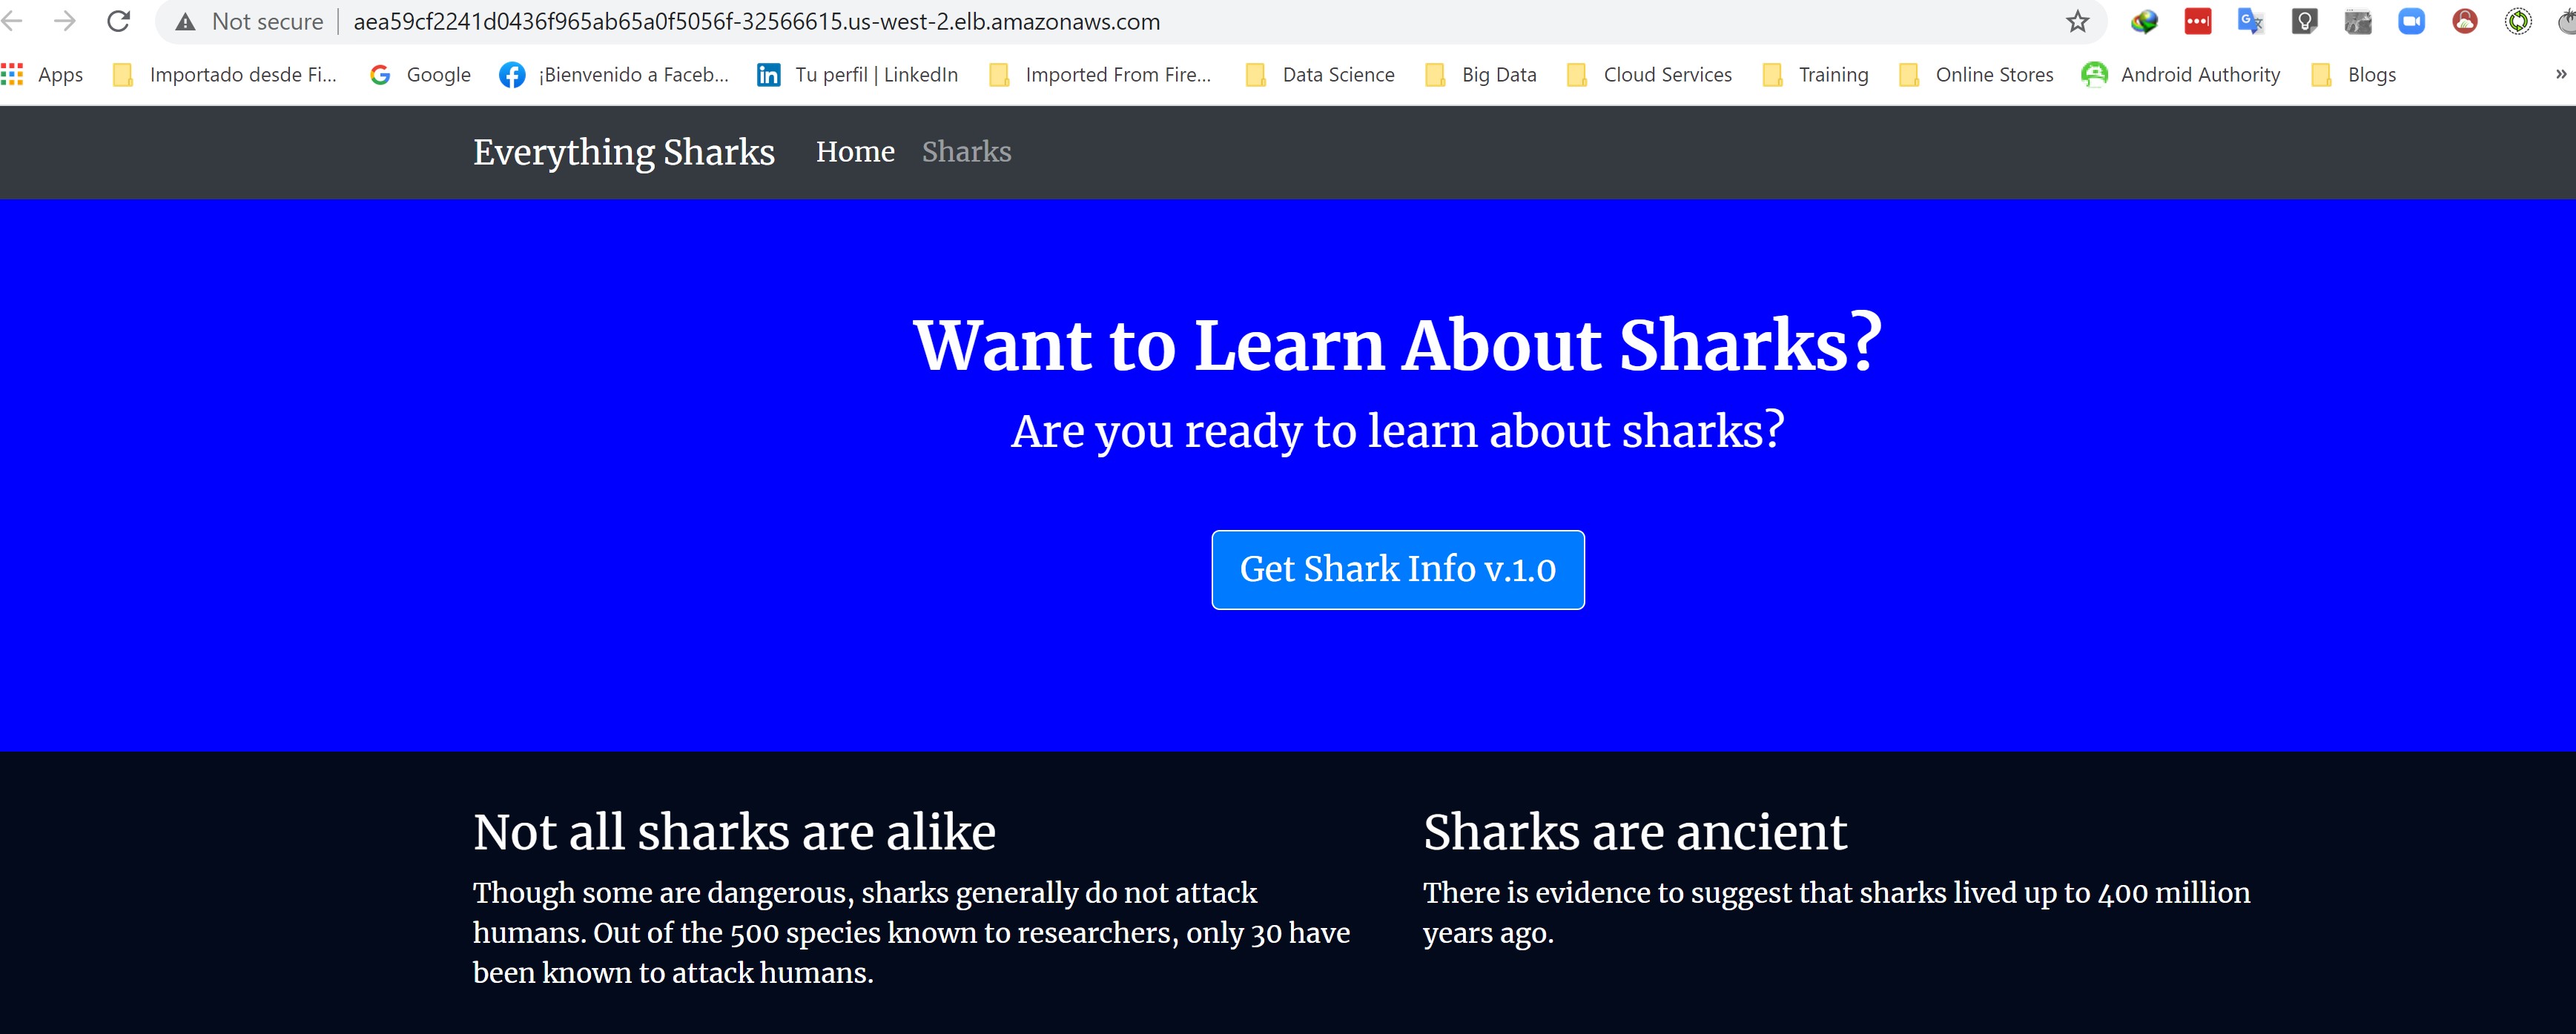 Not secure aea59cf2241d0436f965ab65a0f5056f-32566615.us-west-2.elb.amazonaws.com
Apps Importado desde Fi... Google ¡Bienvenido a Faceb... Tu perfil | LinkedIn Imported From Fire... Data Science Big Data Cloud Services Training Online Stores Android Authority Blogs »
Everything Sharks Home Sharks
Want to Learn About Sharks?
Are you ready to learn about sharks?
Get Shark Info v.1.0
Not all sharks are alike
Though some are dangerous, sharks generally do not attack
humans. Out of the 500 species known to researchers, only 30 have
been known to attack humans.
Sharks are ancient
There is evidence to suggest that sharks lived up to 400 million
years ago.